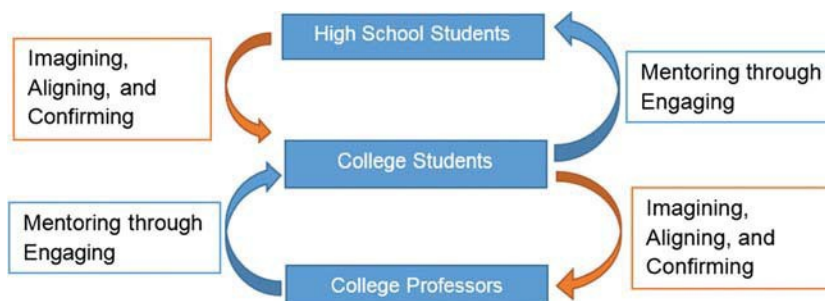 High School Students
Imagining,
Aligning, and
Confirming
Mentoring through
Engaging
College Students
Mentoring through
Engaging
Imagining,
Aligning, and
Confirming
College Professors